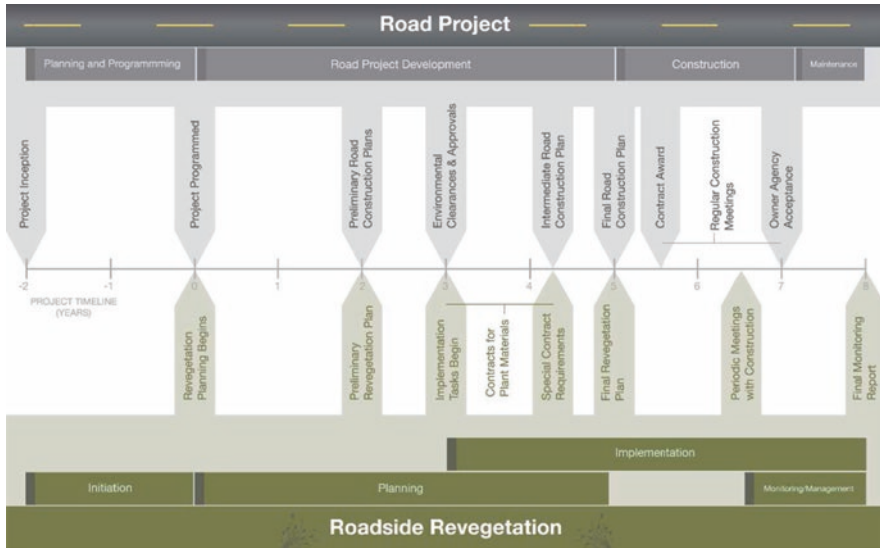 Road Project
Planning and Programmming
Road Project Development
Construction
Maintenance
Project Inception
Project Programmed
Preliminary Road
Construction Plans
Environmental
Clearances & Approvals
Intermediate Road
Construction Plan
Final Road
Construction Plan
Contract Award
Regular Construction
Meetings
Owner Agency
Acceptance
-2
-1
0
1
2
3
4
5
6
7
8
PROJECT TIMELINE
(YEARS)
Revegetation
Planning Begins
Preliminary
Revegetation Plan
Implementation
Tasks Begin
Contracts for
Plant Materials
Special Contract
Requirements
Final Revegetation
Plan
Periodic Meetings
with Construction
Final Monitoring
Report
Implementation
Initiation
Planning
Monitoring/Management
Roadside Revegetation